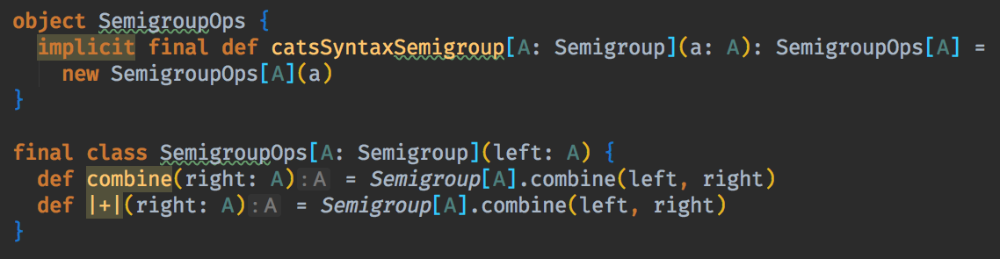 object SemigroupOps {
  implicit final def catsSyntaxSemigroup[A: Semigroup](a: A): SemigroupOps[A] =
    new SemigroupOps[A](a)
}

final class SemigroupOps[A: Semigroup](left: A) {
  def combine(right: A): A = Semigroup[A].combine(left, right)
  def |+|(right: A): A = Semigroup[A].combine(left, right)
}